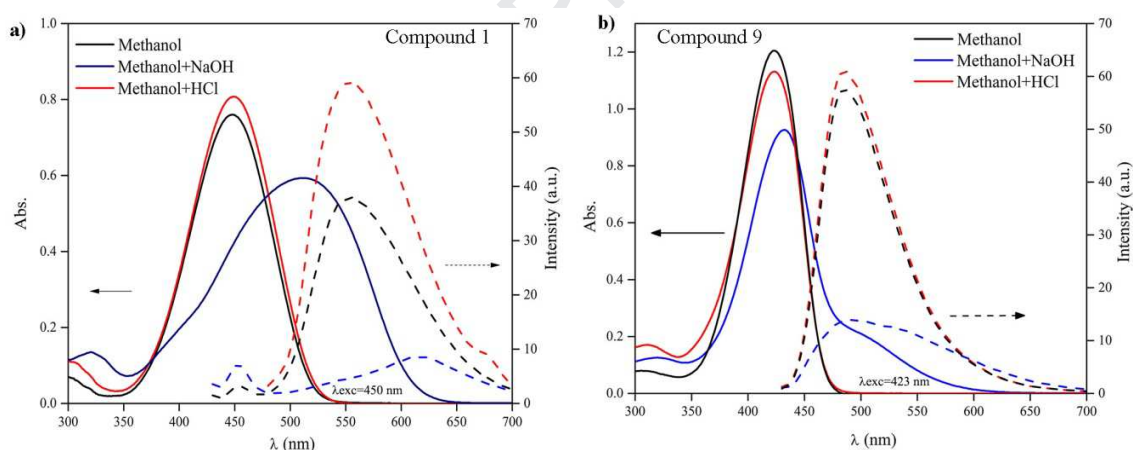 a)
Compound 1
Methanol
Methanol+NaOH
Methanol+HCl
λexc=450 nm
Abs.
Intensity (a.u.)
λ (nm)
1.0
0.8
0.6
0.4
0.2
0.0
70
60
50
40
30
20
10
0
300 350 400 450 500 550 600 650 700
b)
Compound 9
Methanol
Methanol+NaOH
Methanol+HCl
λexc=423 nm
Abs.
Intensity (a.u.)
λ (nm)
1.2
1.0
0.8
0.6
0.4
0.2
0.0
70
60
50
40
30
20
10
0
300 350 400 450 500 550 600 650 700